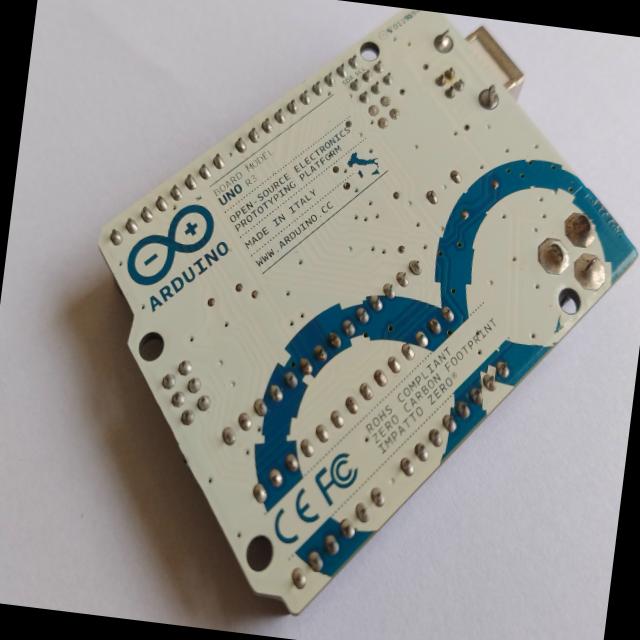 BOARD MODEL
UNO R3
OPEN-SOURCE ELECTRONICS
PROTOTYPING PLATFORM
MADE IN ITALY
WWW.ARDUINO.CC
ARDUINO
ROHS COMPLIANT
ZERO CARBON FOOTPRINT
IMPATTO ZERO®
CE FC